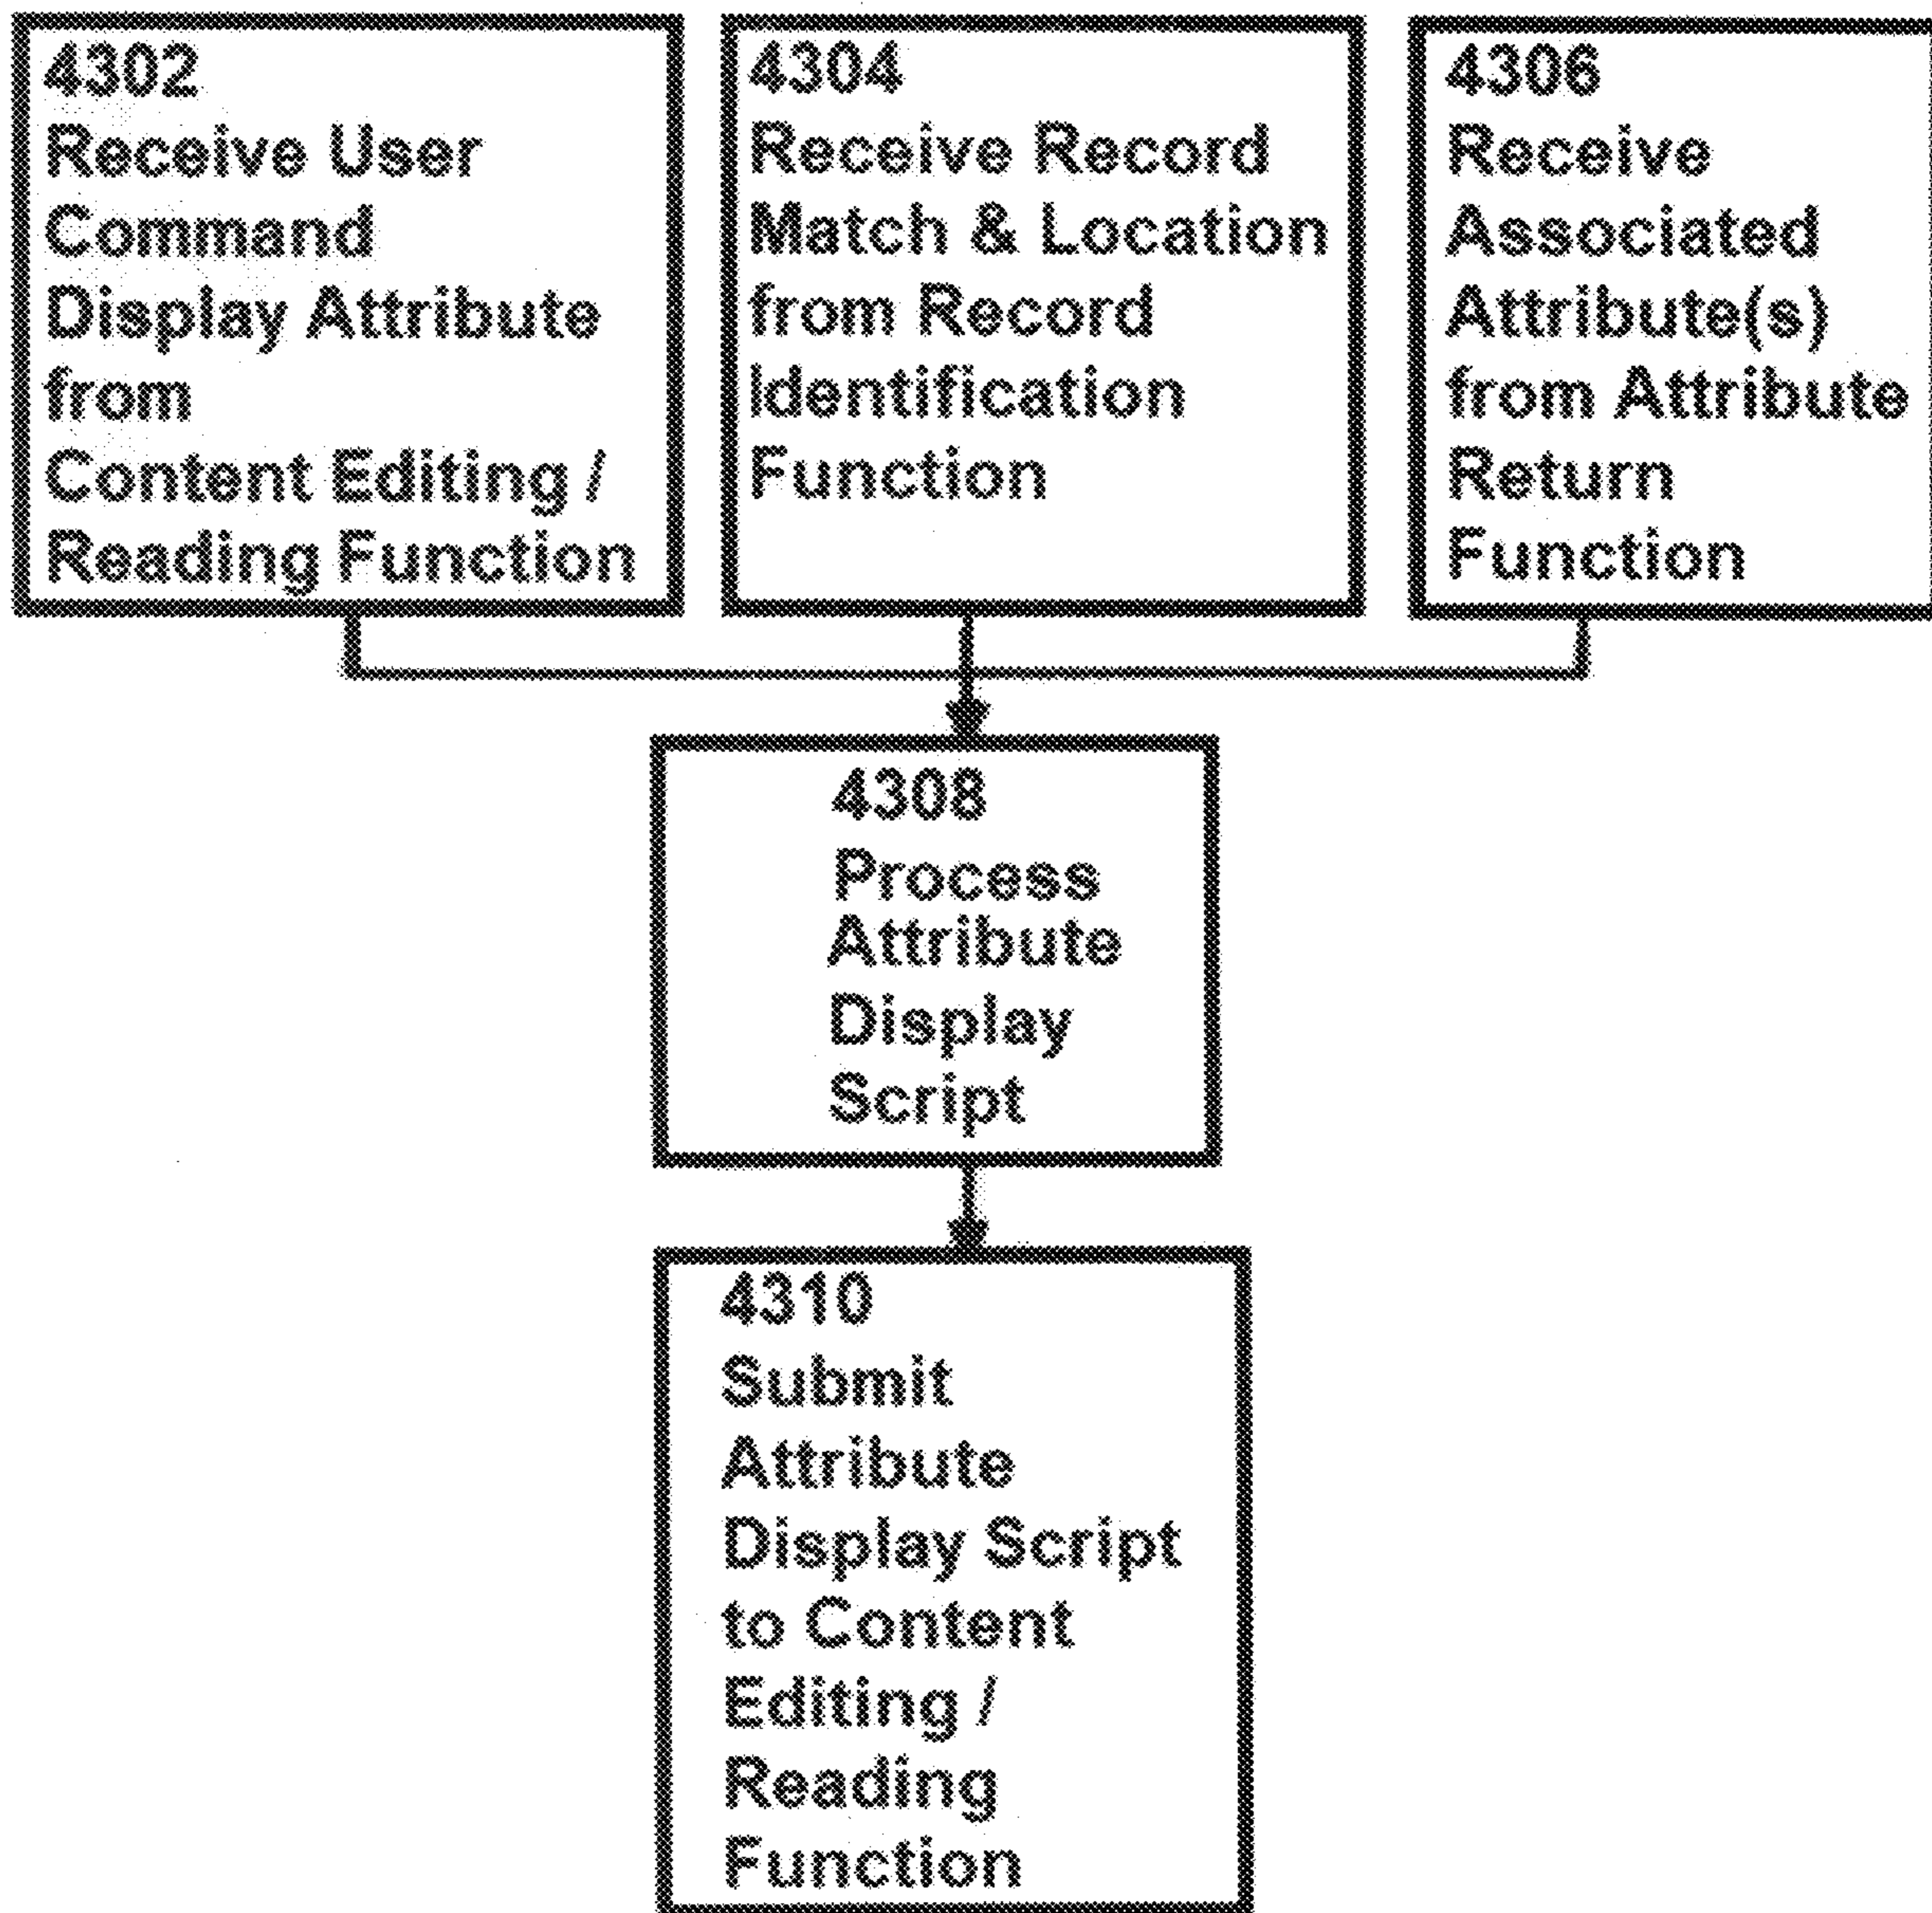 4302
Receive User
Command
Display Attribute
from
Content Editing /
Reading Function
4304
Receive Record
Match & Location
from Record
Identification
Function
4306
Receive
Associated
Attribute(s)
from Attribute
Return
Function
4308
Process
Attribute
Display
Script
4310
Submit
Attribute
Display Script
to Content
Editing /
Reading
Function